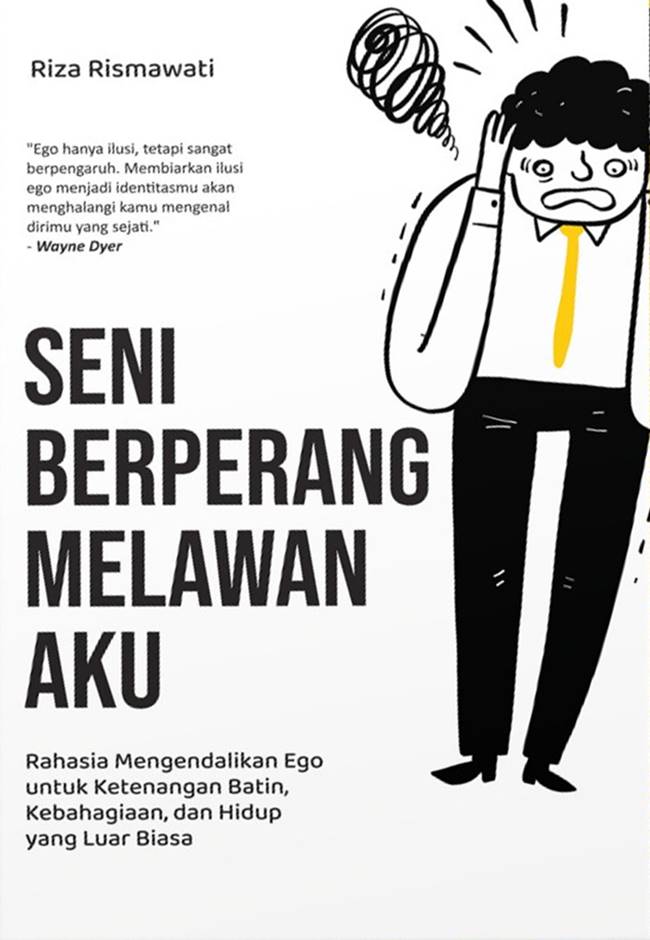 Riza Rismawati
"Ego hanya ilusi, tetapi sangat
berpengaruh. Membiarkan ilusi
ego menjadi identitasmu akan
menghalangi kamu mengenal
dirimu yang sejati."
- Wayne Dyer
SENI
BERPERANG
MELAWAN
AKU
Rahasia Mengendalikan Ego
untuk Ketenangan Batin,
Kebahagiaan, dan Hidup
yang Luar Biasa